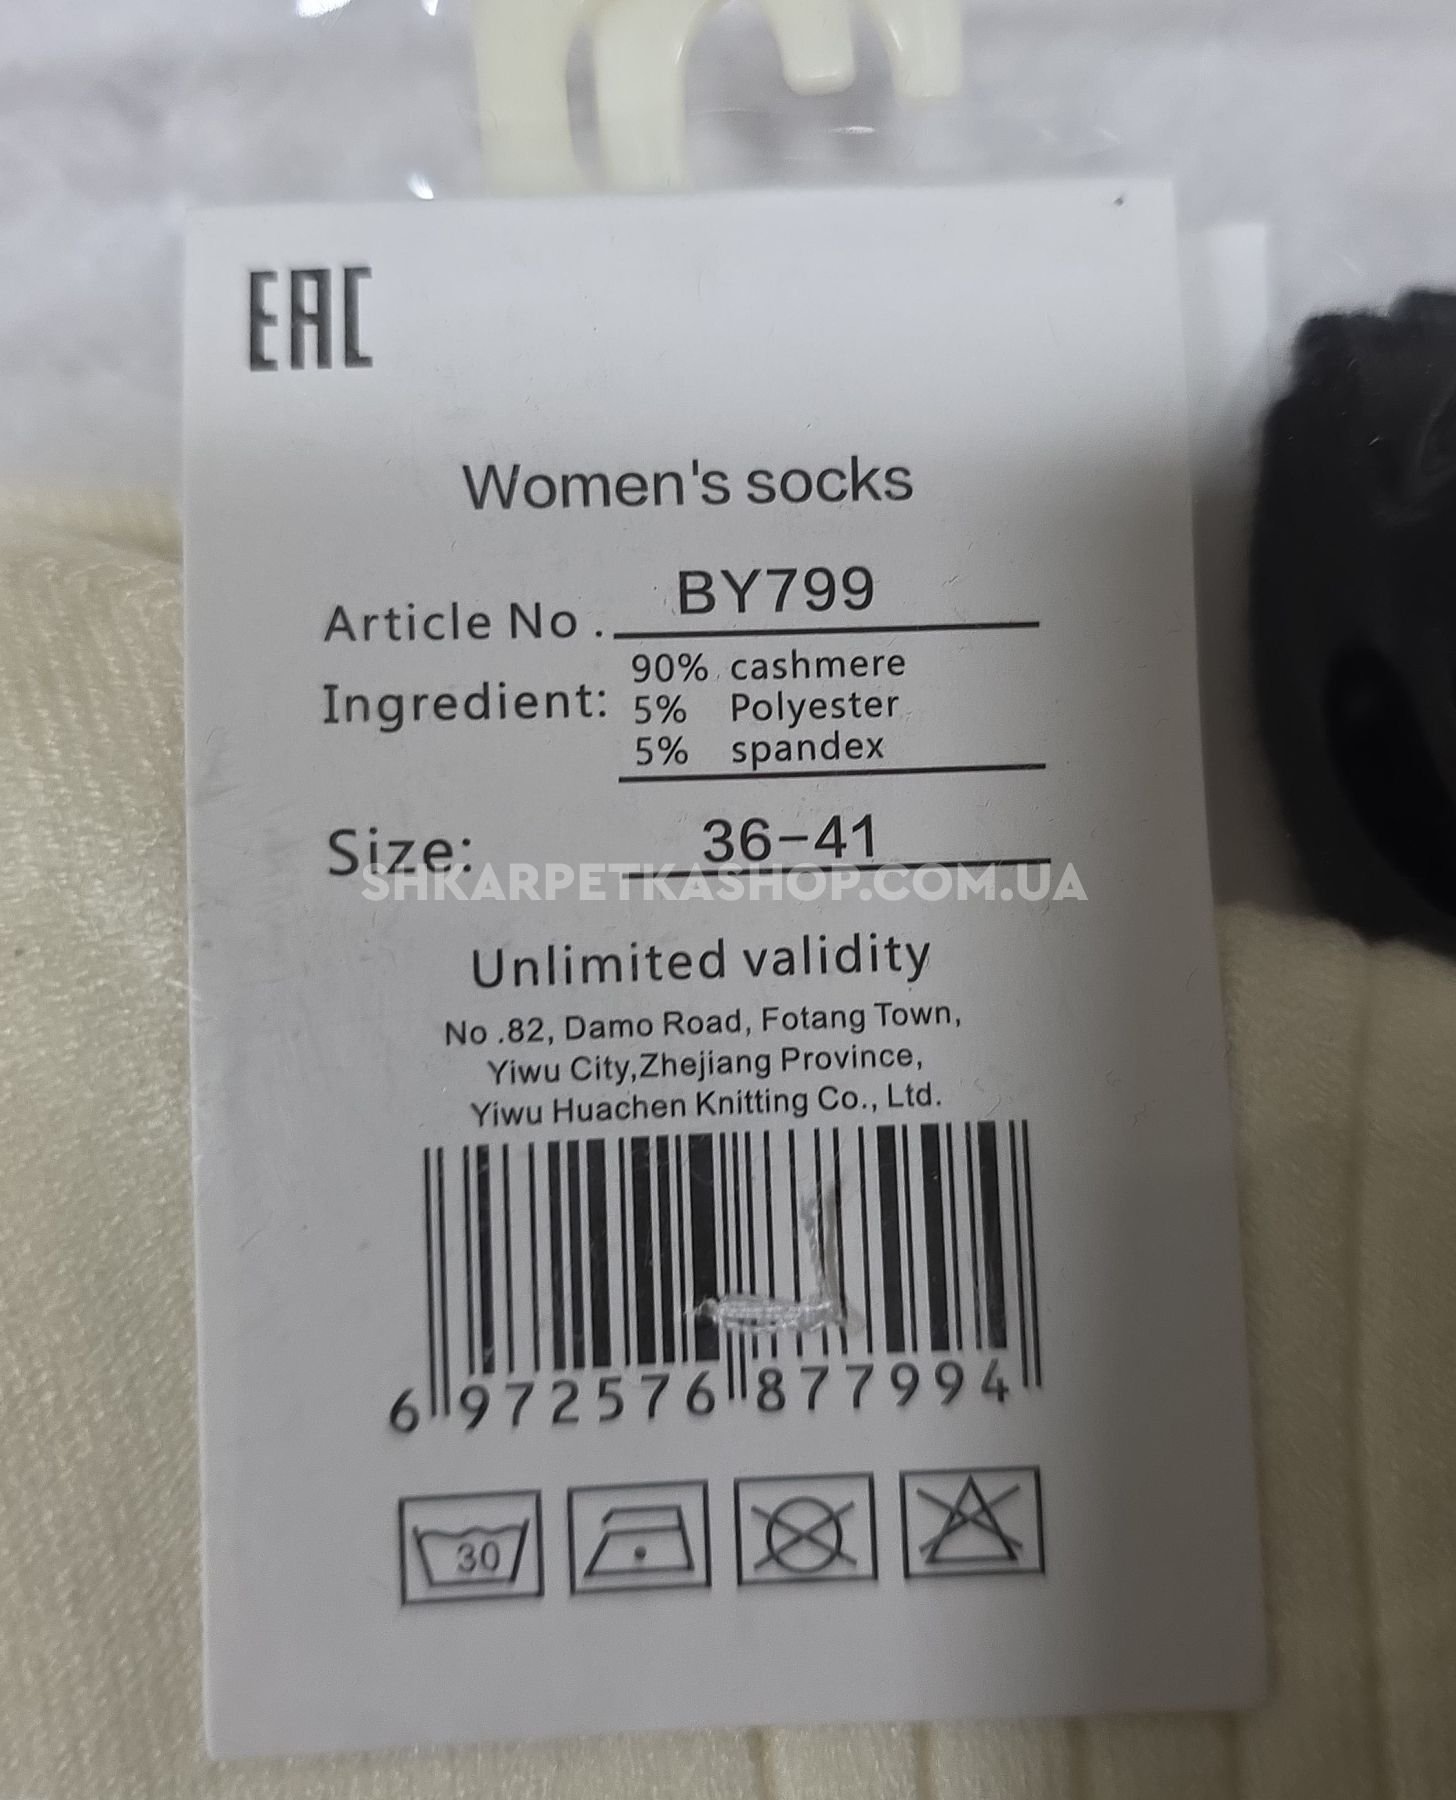 EAC
Women's socks
Article No . BY799
Ingredient: 90% cashmere
5% Polyester
5% spandex
Size: 36-41
SHKARPETKASHOP.COM.UA
Unlimited validity
No .82, Damo Road, Fotang Town,
Yiwu City,Zhejiang Province,
Yiwu Huachen Knitting Co., Ltd.
6 972576 877994
30